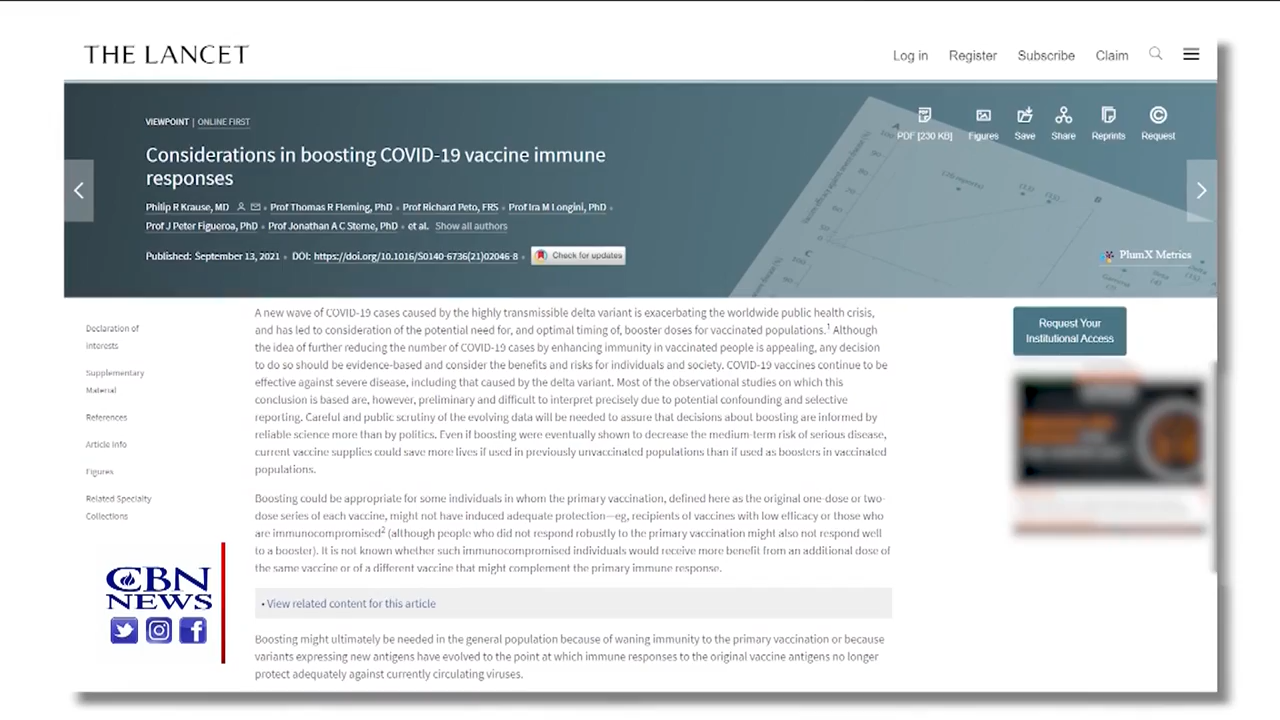 THE LANCET
Log in Register Subscribe Claim
VIEWPOINT | ONLINE FIRST
Considerations in boosting COVID-19 vaccine immune
responses
Philip R Krause, MD • Prof Thomas R Fleming, PhD • Prof Richard Peto, FRS • Prof Ira M Longini, PhD •
Prof J Peter Figueroa, PhD • Prof Jonathan A C Sterne, PhD • et al. Show all authors
Published: September 13, 2021 • DOI: https://doi.org/10.1016/S0140-6736(21)02046-8 • Check for updates
PDF [230 KB] Figures Save Share Reprints Request
PlumX Metrics
Declaration of
interests
Supplementary
Material
References
Article Info
Figures
Related Specialty
Collections
A new wave of COVID-19 cases caused by the highly transmissible delta variant is exacerbating the worldwide public health crisis,
and has led to consideration of the potential need for, and optimal timing of, booster doses for vaccinated populations.1 Although
the idea of further reducing the number of COVID-19 cases by enhancing immunity in vaccinated people is appealing, any decision
to do so should be evidence-based and consider the benefits and risks for individuals and society. COVID-19 vaccines continue to be
effective against severe disease, including that caused by the delta variant. Most of the observational studies on which this
conclusion is based are, however, preliminary and difficult to interpret precisely due to potential confounding and selective
reporting. Careful and public scrutiny of the evolving data will be needed to assure that decisions about boosting are informed by
reliable science more than by politics. Even if boosting were eventually shown to decrease the medium-term risk of serious disease,
current vaccine supplies could save more lives if used in previously unvaccinated populations than if used as boosters in vaccinated
populations.
Boosting could be appropriate for some individuals in whom the primary vaccination, defined here as the original one-dose or two-
dose series of each vaccine, might not have induced adequate protection—eg, recipients of vaccines with low efficacy or those who
are immunocompromised2 (although people who did not respond robustly to the primary vaccination might also not respond well
to a booster). It is not known whether such immunocompromised individuals would receive more benefit from an additional dose of
the same vaccine or of a different vaccine that might complement the primary immune response.
• View related content for this article
Boosting might ultimately be needed in the general population because of waning immunity to the primary vaccination or because
variants expressing new antigens have evolved to the point at which immune responses to the original vaccine antigens no longer
protect adequately against currently circulating viruses.
Request Your
Institutional Access
CBN
NEWS